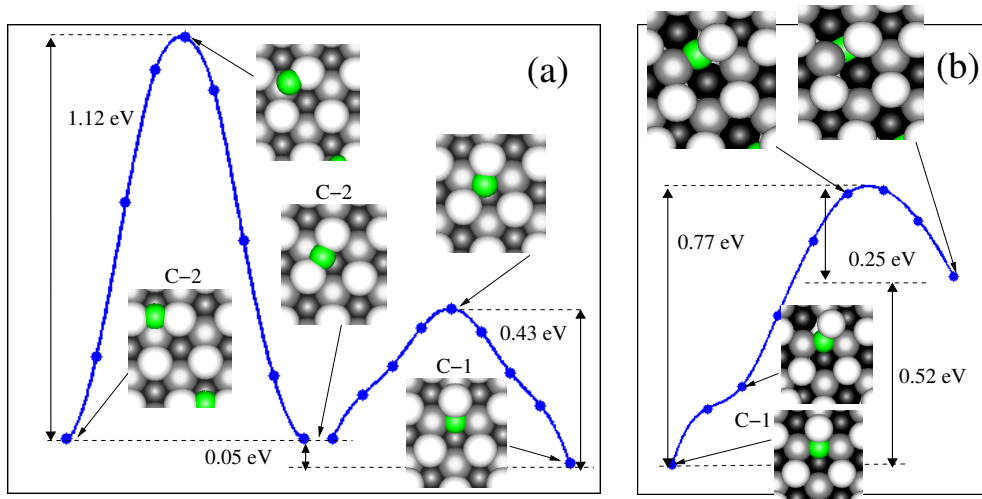 (a)
1.12 eV
C−2
C−2
0.43 eV
C−1
0.05 eV
(b)
0.77 eV
0.25 eV
0.52 eV
C−1